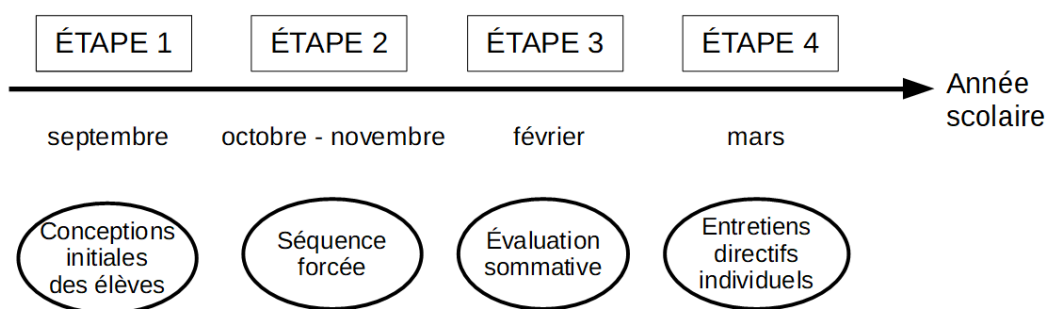 ÉTAPE 1
ÉTAPE 2
ÉTAPE 3
ÉTAPE 4
Année
scolaire
septembre
octobre - novembre
février
mars
Conceptions
initiales
des élèves
Séquence
forcée
Évaluation
sommative
Entretiens
directifs
individuels